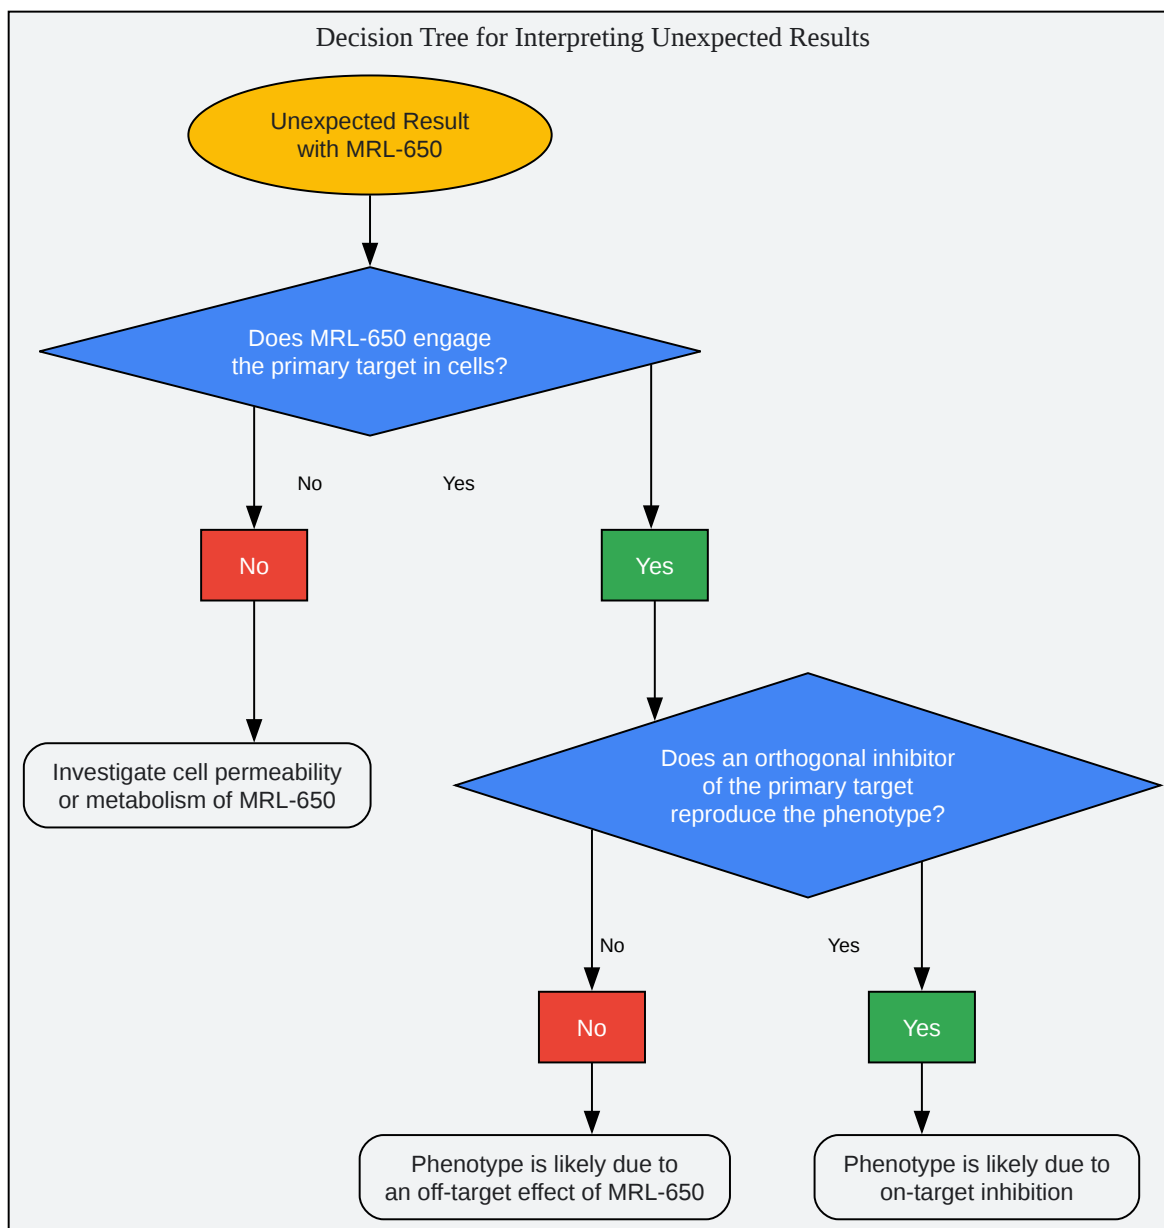 Decision Tree for Interpreting Unexpected Results
Unexpected Result
with MRL-650
Does MRL-650 engage
the primary target in cells?
No
Yes
No
Yes
Investigate cell permeability
or metabolism of MRL-650
Does an orthogonal inhibitor
of the primary target
reproduce the phenotype?
No
Yes
No
Yes
Phenotype is likely due to
an off-target effect of MRL-650
Phenotype is likely due to
on-target inhibition